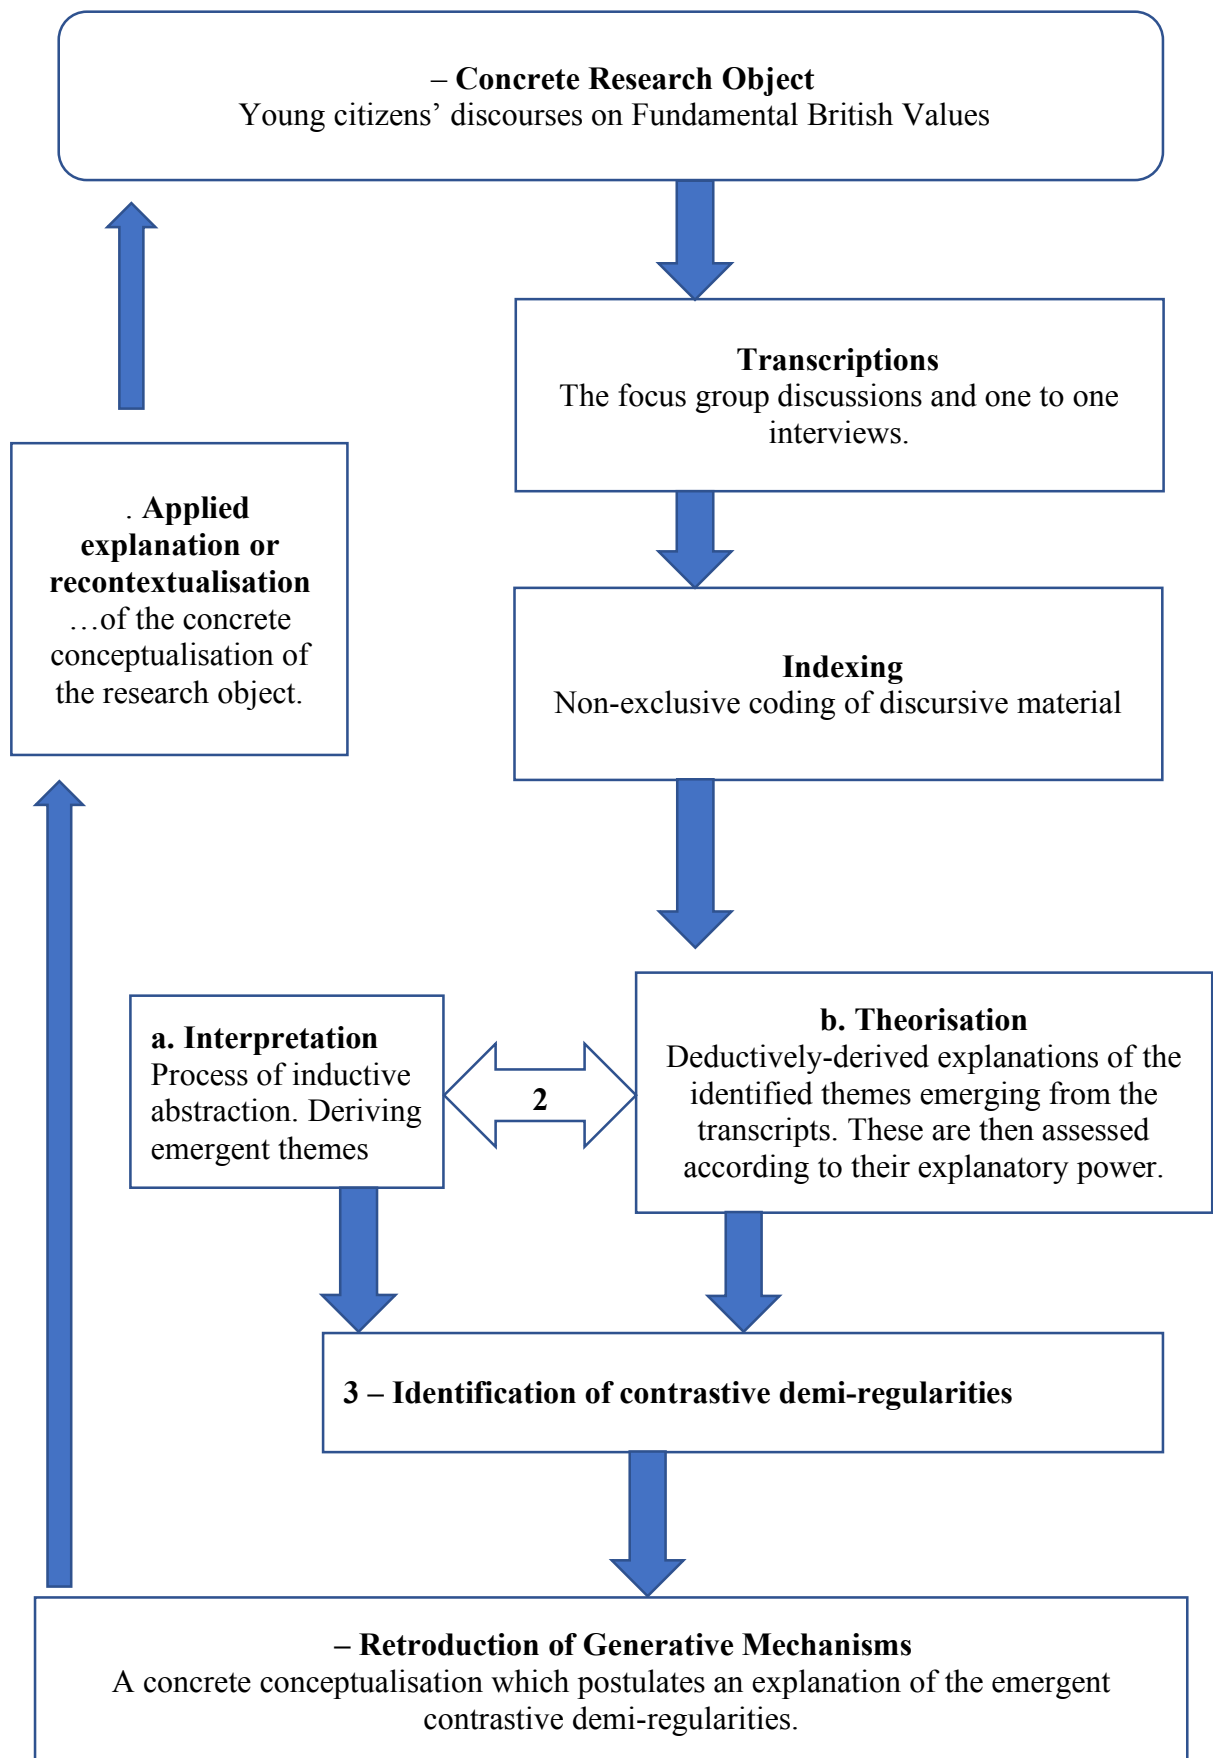 – Concrete Research Object
Young citizens’ discourses on Fundamental British Values
Transcriptions
The focus group discussions and one to one
interviews.
. Applied
explanation or
recontextualisation
…of the concrete
conceptualisation of
the research object.
Indexing
Non-exclusive coding of discursive material
a. Interpretation
Process of inductive
abstraction. Deriving
emergent themes
2
b. Theorisation
Deductively-derived explanations of the
identified themes emerging from the
transcripts. These are then assessed
according to their explanatory power.
3 – Identification of contrastive demi-regularities
– Retroduction of Generative Mechanisms
A concrete conceptualisation which postulates an explanation of the emergent
contrastive demi-regularities.